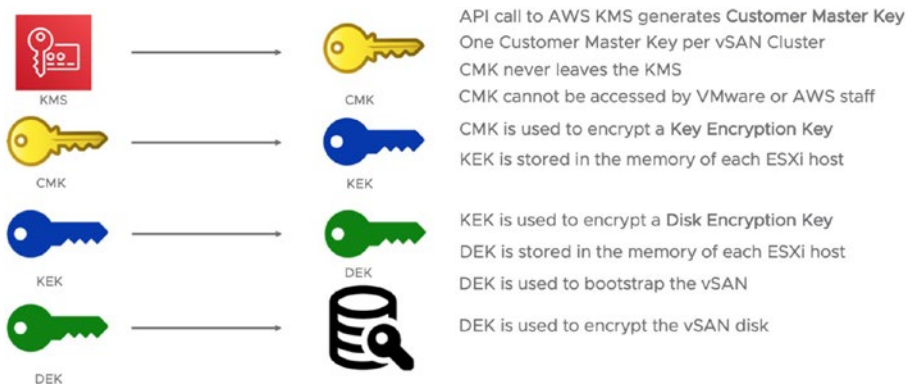 API call to AWS KMS generates Customer Master Key
One Customer Master Key per vSAN Cluster
CMK never leaves the KMS
CMK cannot be accessed by VMware or AWS staff
KMS
CMK
CMK is used to encrypt a Key Encryption Key
KEK is stored in the memory of each ESXi host
CMK
KEK
KEK is used to encrypt a Disk Encryption Key
DEK is stored in the memory of each ESXi host
DEK is used to bootstrap the vSAN
KEK
DEK
DEK is used to encrypt the vSAN disk
DEK